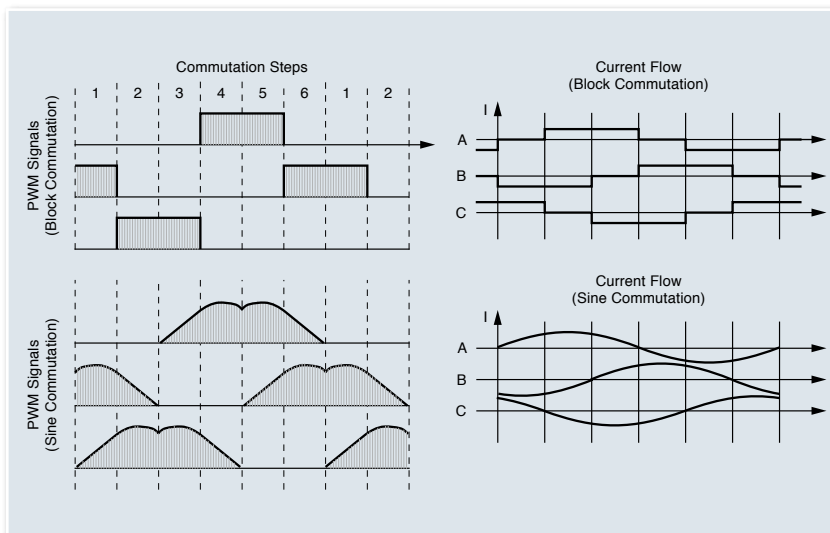 Commutation Steps
1 2 3 4 5 6 1 2
PWM Signals
(Block Commutation)
PWM Signals
(Sine Commutation)
Current Flow
(Block Commutation)
I
A
B
C
Current Flow
(Sine Commutation)
I
A
B
C